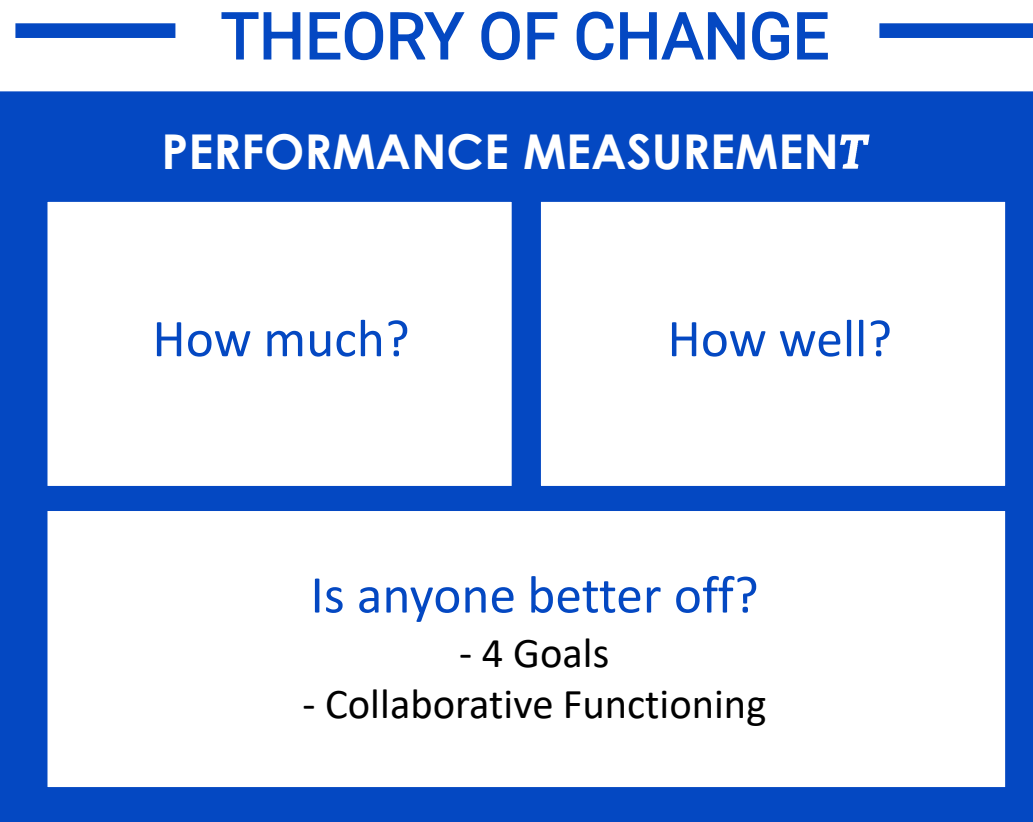 THEORY OF CHANGE
PERFORMANCE MEASUREMENT
How much?
How well?
Is anyone better off?
- 4 Goals
- Collaborative Functioning